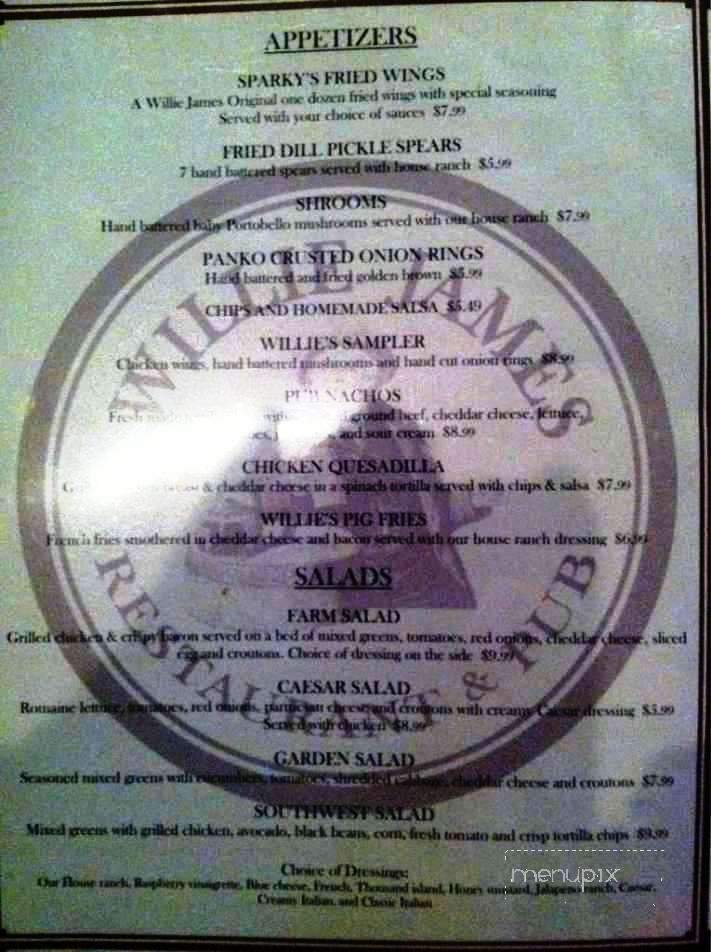 APPETIZERS
SPARKY'S FRIED WINGS
A Willie James Original one dozen fried wings with special seasoning
Served with your choice of sauces $7.99
FRIED DILL PICKLE SPEARS
7 hand battered spears served with house ranch $5.99
SHROOMS
Hand battered baby Portobello mushrooms served with our house ranch $7.99
PANKO CRUSTED ONION RINGS
Hand battered and fried golden brown $5.99
CHIPS AND HOMEMADE SALSA $5.49
WILLIE'S SAMPLER
Chicken wings, hand battered mushrooms and hand cut onion rings $8.99
PUB NACHOS
Fresh ground beef, cheddar cheese, lettuce,
and sour cream $8.99
CHICKEN QUESADILLA
& cheddar cheese in a spinach tortilla served with chips & salsa $7.99
WILLIE'S PIG FRIES
French fries smothered in cheddar cheese and bacon served with our house ranch dressing $6.99
SALADS
FARM SALAD
Grilled chicken & crispy bacon served on a bed of mixed greens, tomatoes, red onions, cheddar cheese, sliced
egg and croutons. Choice of dressing on the side $9.99
CAESAR SALAD
Romaine lettuce, tomatoes, red onions, parmesan cheese and croutons with creamy Caesar dressing $5.99
Served with chicken $8.99
GARDEN SALAD
Seasoned mixed greens with cucumbers, tomatoes, shredded cabbage, cheddar cheese and croutons $7.99
SOUTHWEST SALAD
Mixed greens with grilled chicken, avocado, black beans, corn, fresh tomato and crisp tortilla chips $9.99
Choice of Dressings:
Our House ranch, Raspberry vinaigrette, Blue cheese, French, Thousand island, Honey mustard, Jalapeno ranch, Caesar,
Creamy Italian, and Classic Italian
WILLIE JAMES
RESTAURANT & PUB
menupix